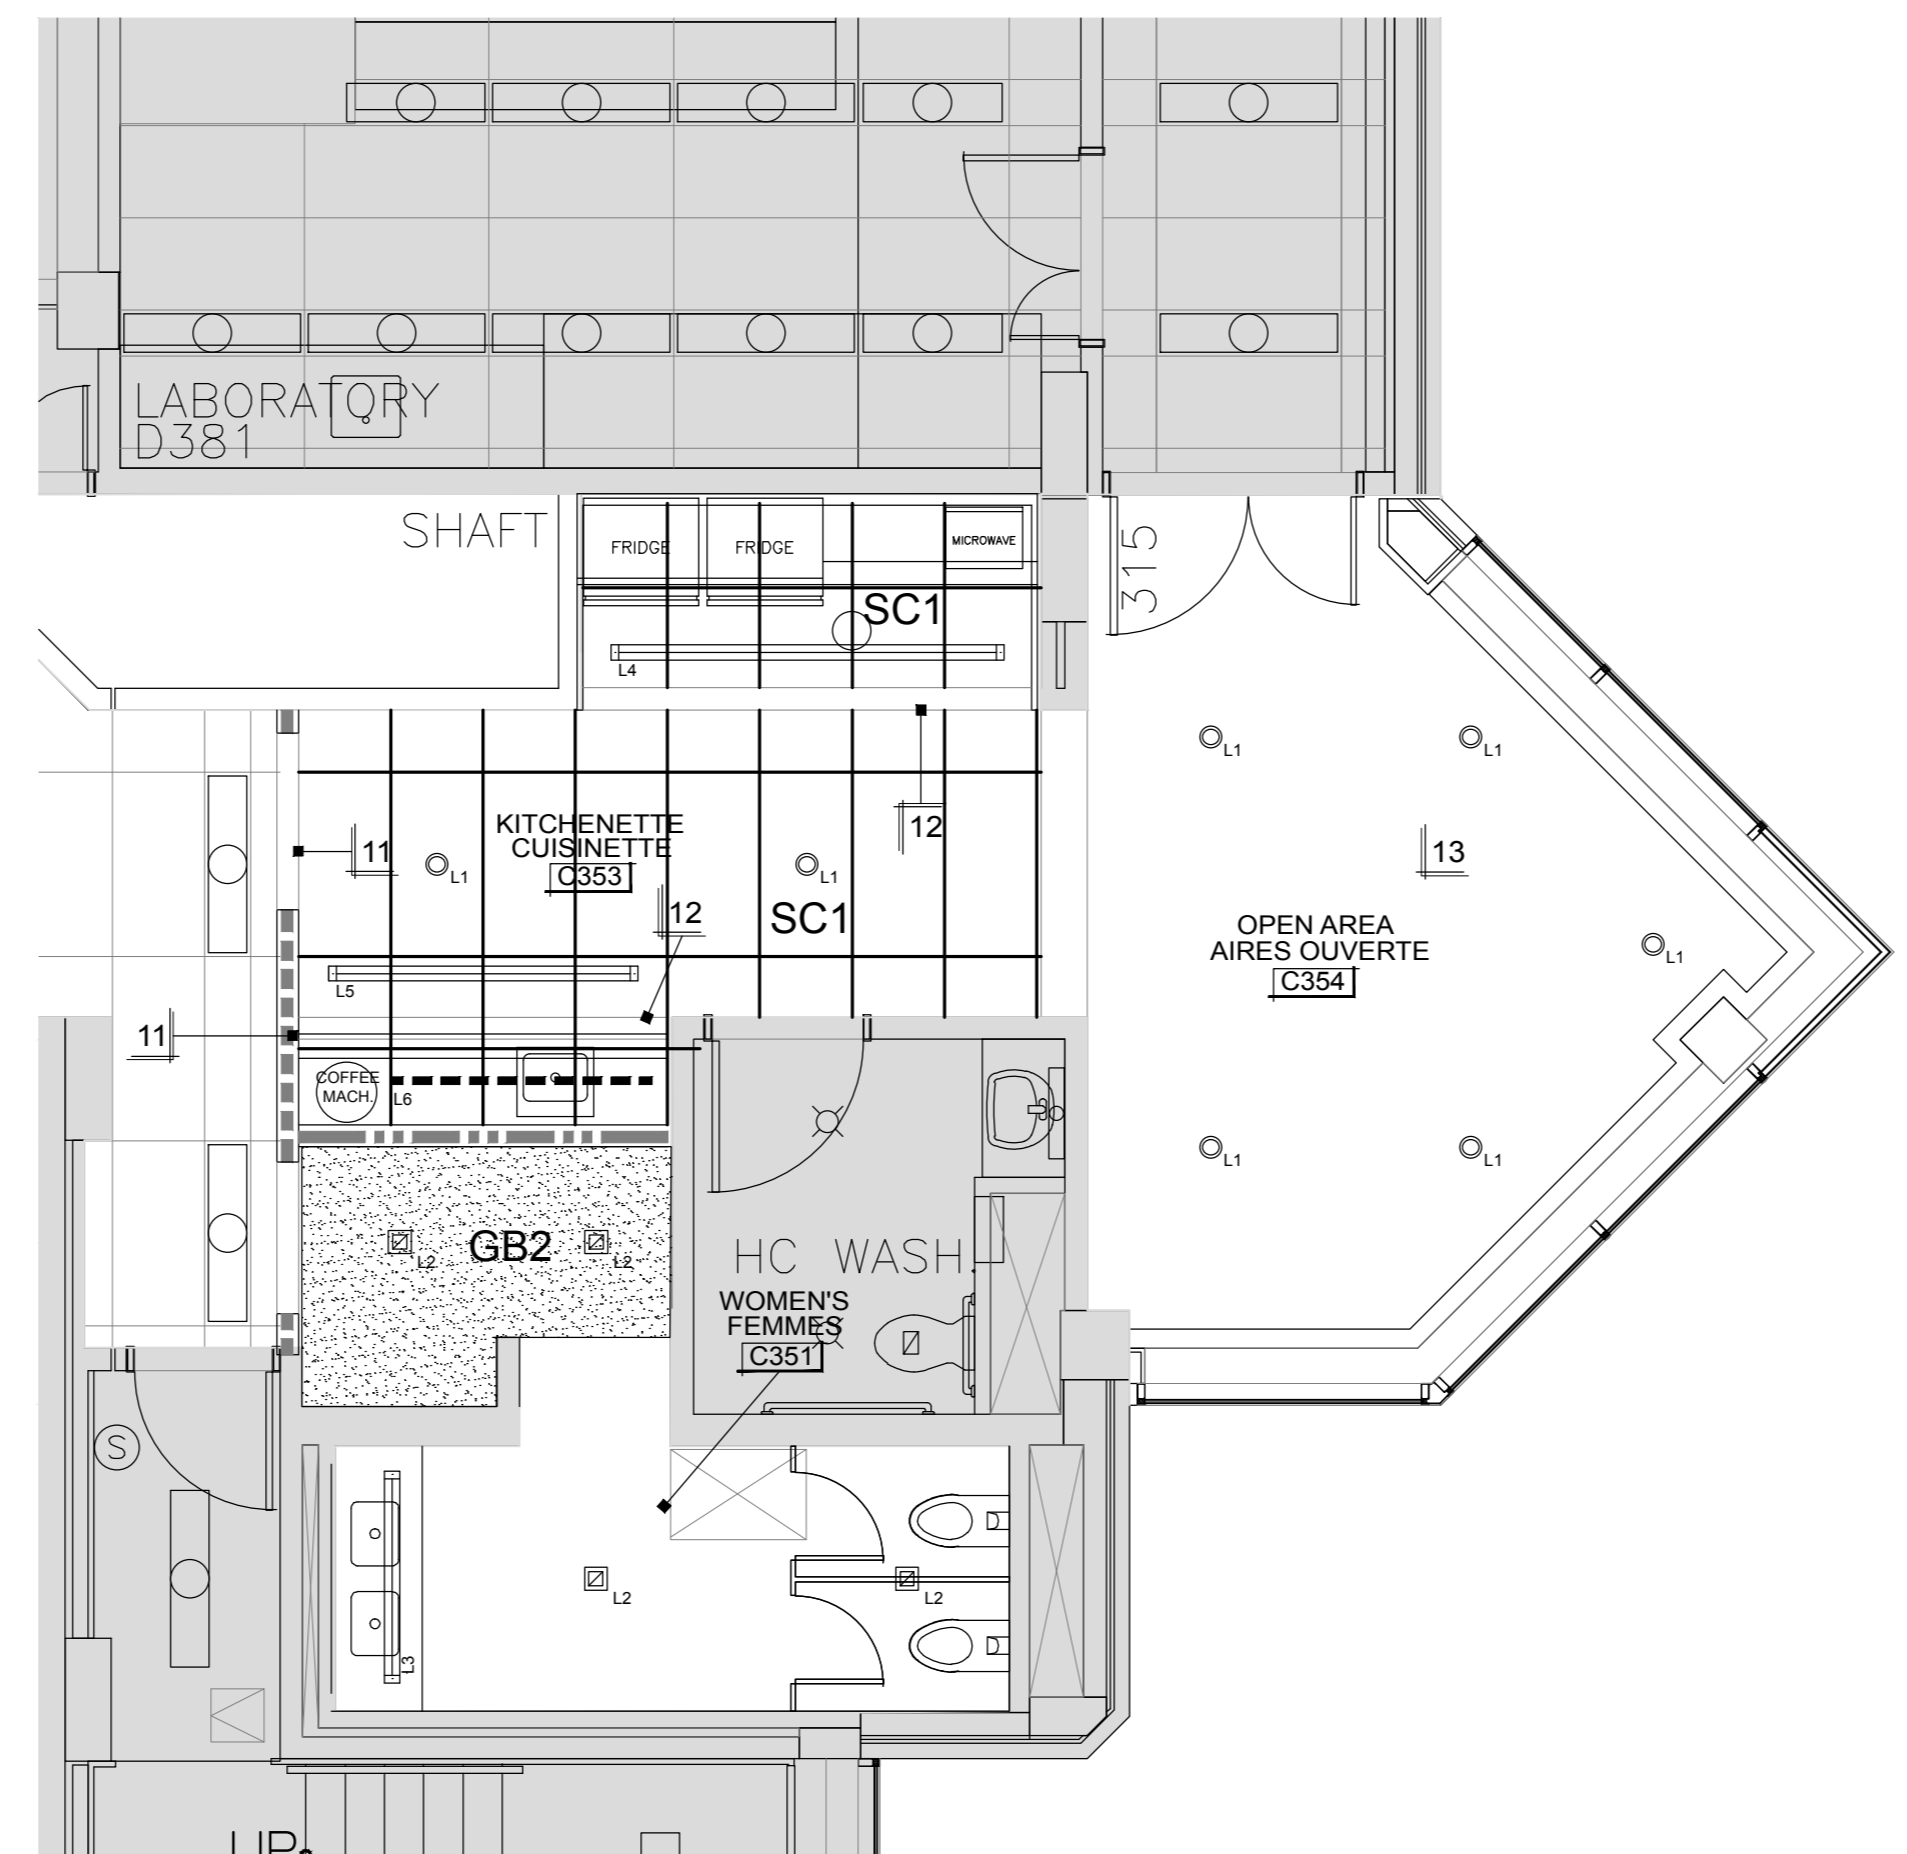 LABORATORY
D381
SHAFT
FRIDGE
FRIDGE
MICROWAVE
315
SC1
L4
L1
L1
KITCHENETTE
CUISINETTE
C353
11
12
13
L1
L1
12
SC1
OPEN AREA
AIRES OUVERTE
C354
L1
L5
11
COFFEE
MACH.
L6
L1
L1
GB2
L2
L2
HC WASH.
WOMEN'S
FEMMES
C351
S
L2
L2
L3
UP